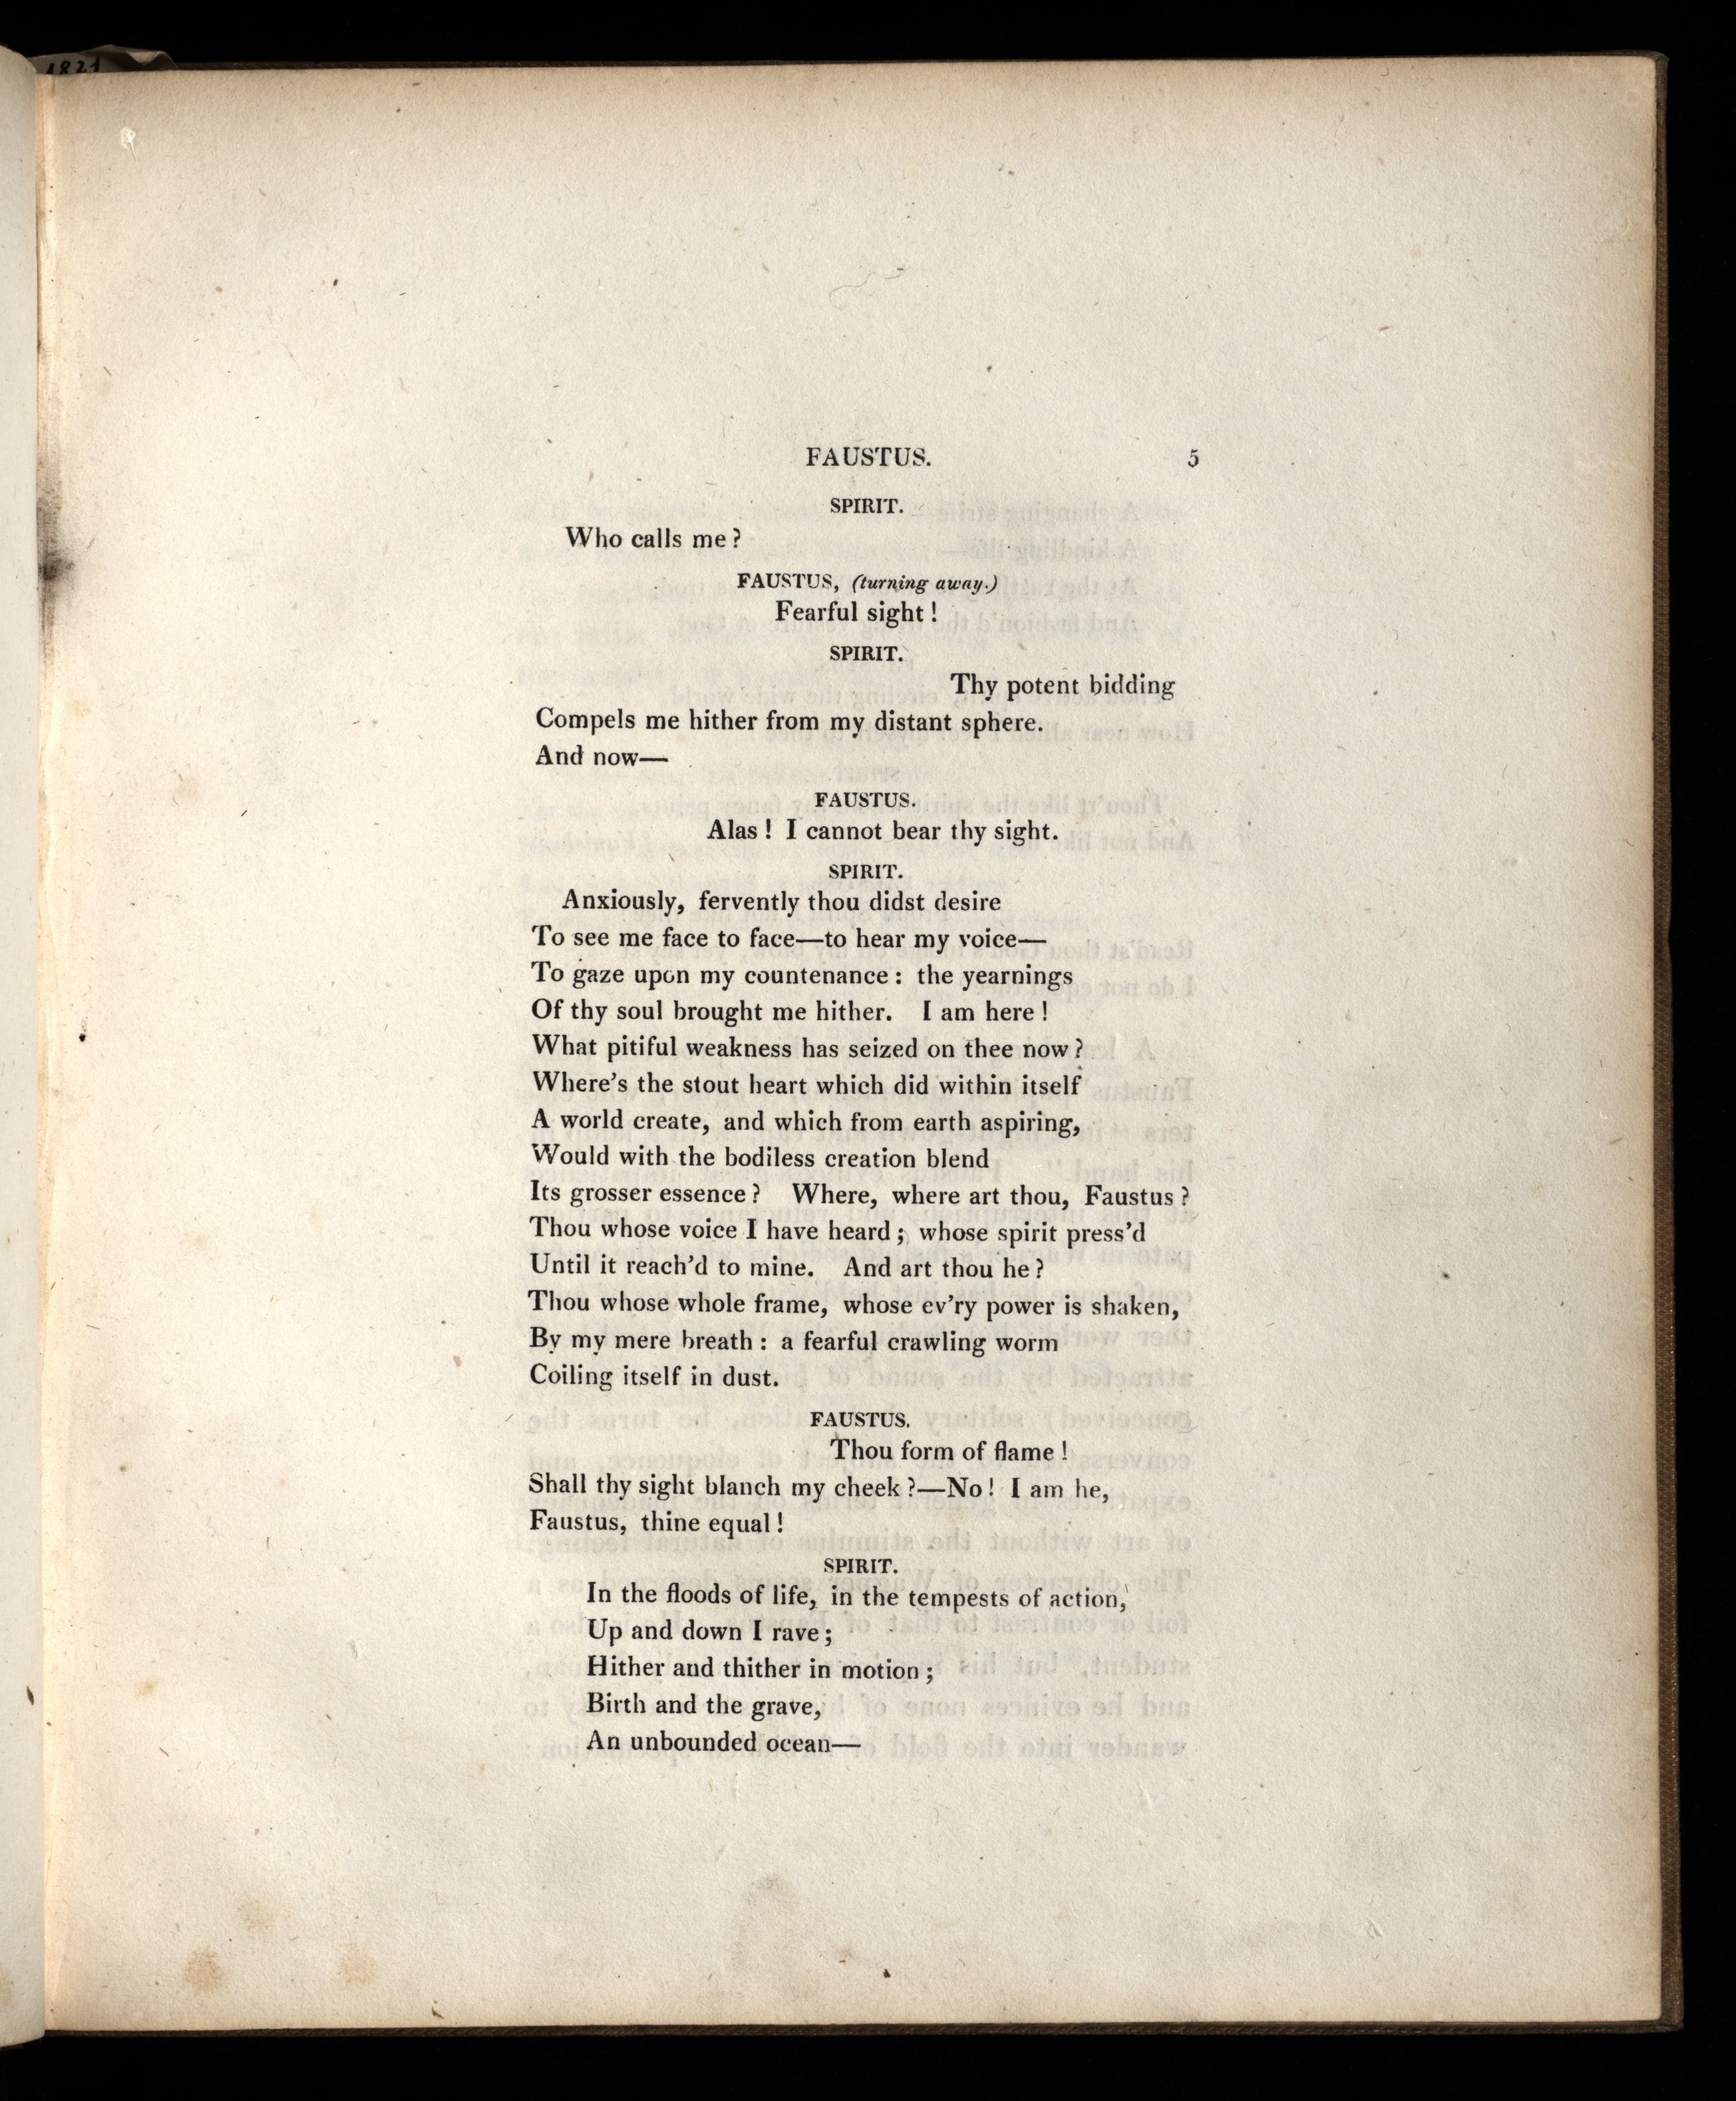 1821
FAUSTUS. 5
SPIRIT.
Who calls me?
FAUSTUS, (turning away.)
Fearful sight!
SPIRIT.
Thy potent bidding
Compels me hither from my distant sphere.
And now—
FAUSTUS.
Alas! I cannot bear thy sight.
SPIRIT.
Anxiously, fervently thou didst desire
To see me face to face—to hear my voice—
To gaze upon my countenance: the yearnings
Of thy soul brought me hither. I am here!
What pitiful weakness has seized on thee now?
Where's the stout heart which did within itself
A world create, and which from earth aspiring,
Would with the bodiless creation blend
Its grosser essence? Where, where art thou, Faustus?
Thou whose voice I have heard; whose spirit press'd
Until it reach'd to mine. And art thou he?
Thou whose whole frame, whose ev'ry power is shaken,
By my mere breath: a fearful crawling worm
Coiling itself in dust.
FAUSTUS.
Thou form of flame!
Shall thy sight blanch my cheek?—No! I am he,
Faustus, thine equal!
SPIRIT.
In the floods of life, in the tempests of action,
Up and down I rave;
Hither and thither in motion;
Birth and the grave,
An unbounded ocean—